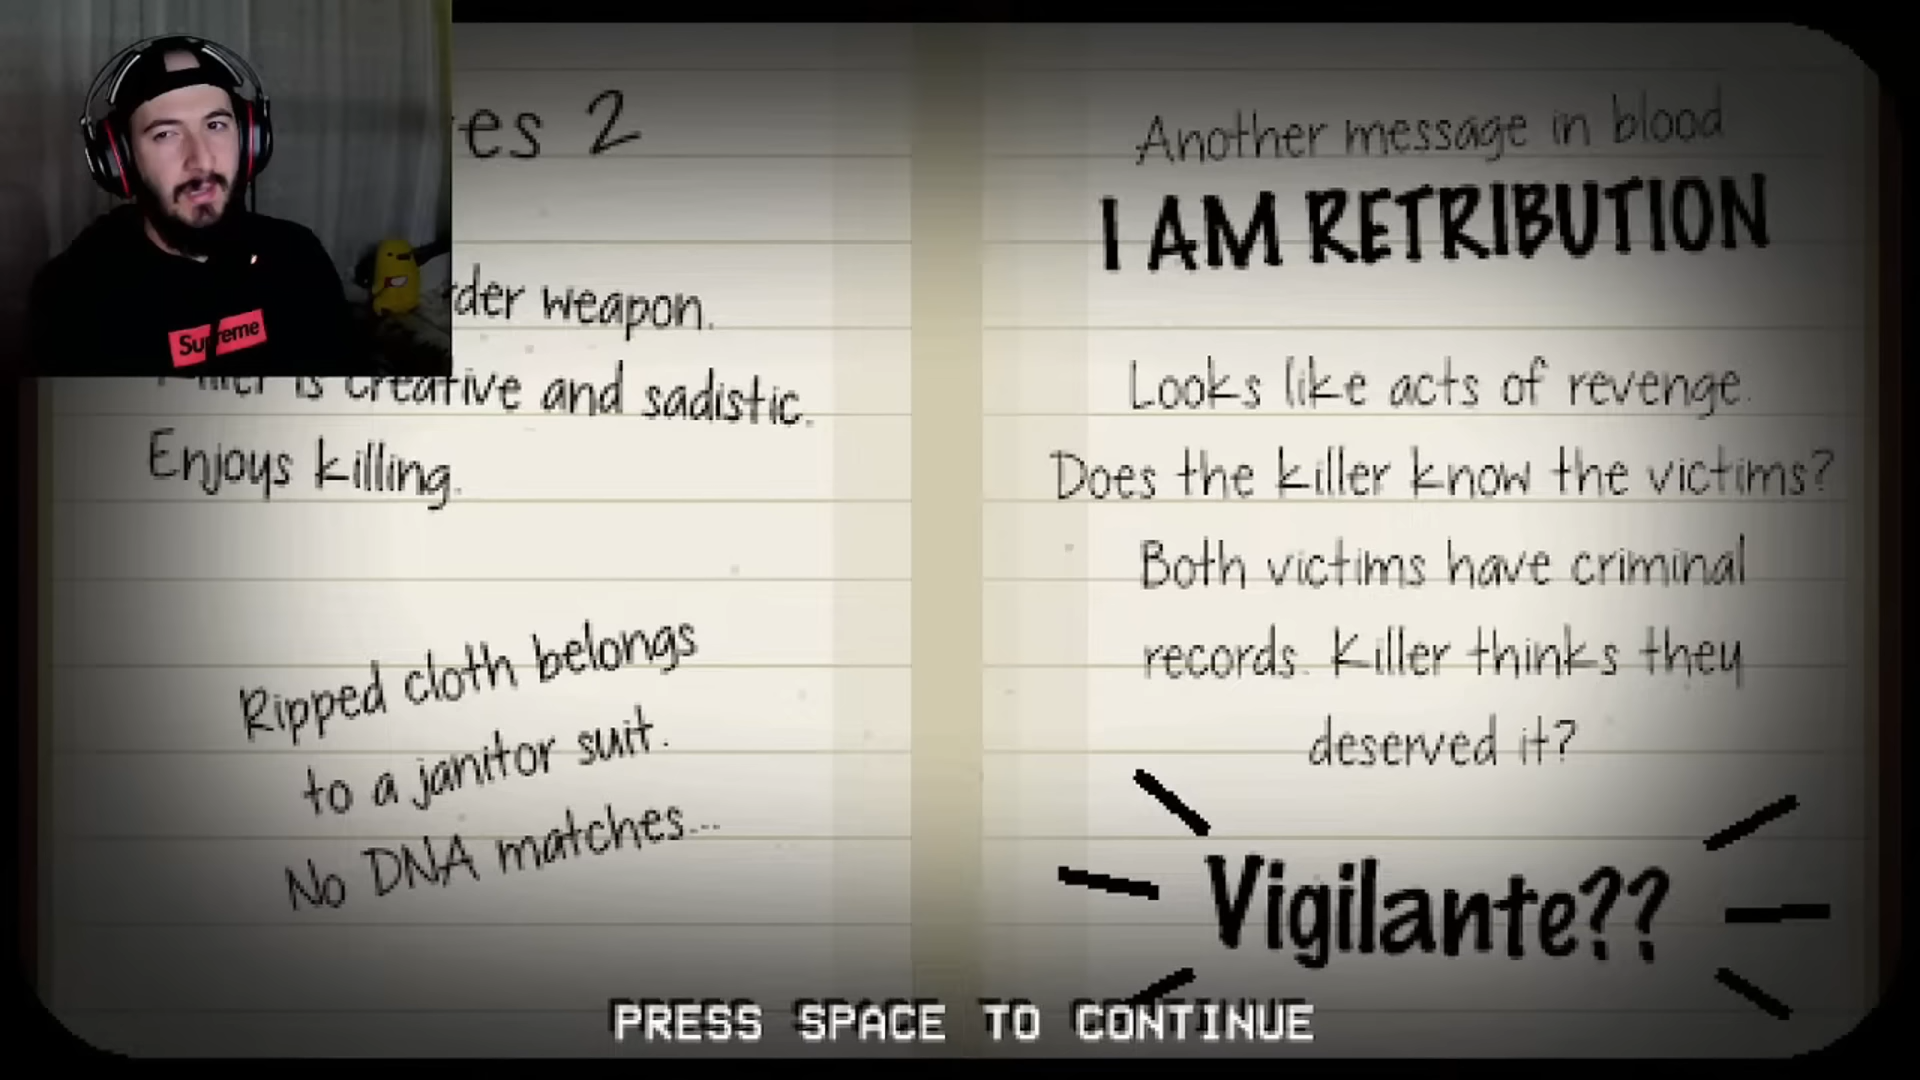 es 2
der weapon.
is creative and sadistic.
Enjoys killing.
Ripped cloth belongs
to a janitor suit.
No DNA matches...
Another message in blood
I AM RETRIBUTION
Looks like acts of revenge.
Does the killer know the victims?
Both victims have criminal
records. Killer thinks they
deserved it?
Vigilante??
PRESS SPACE TO CONTINUE
Supreme